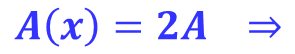 A(x) = 2A ⇒